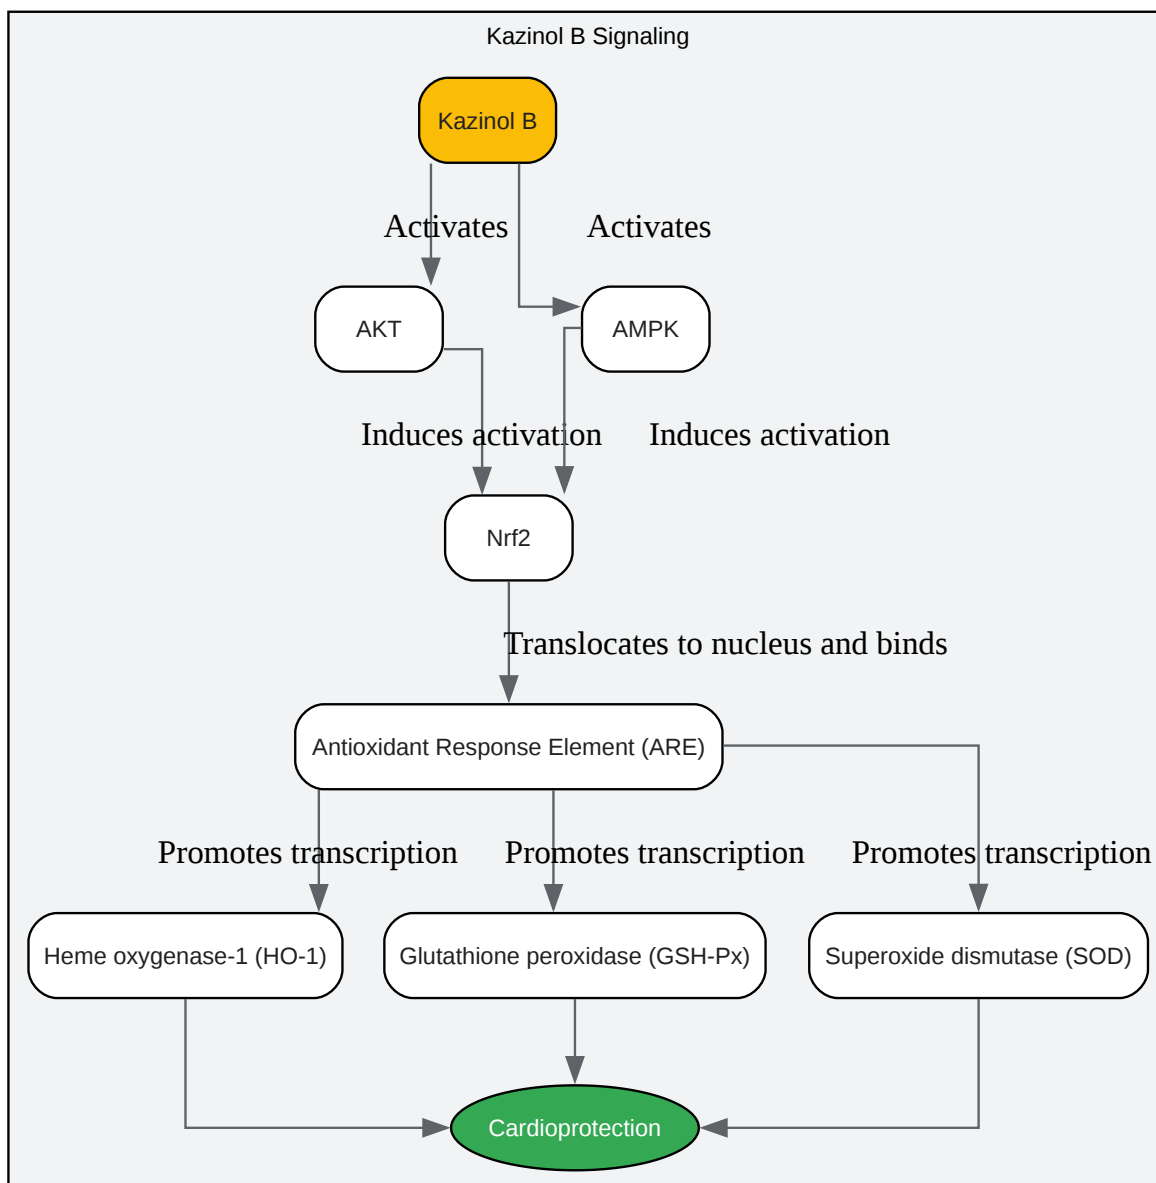 Kazinol B Signaling
Kazinol B
Activates
Activates
AKT
AMPK
Induces activation
Induces activation
Nrf2
Translocates to nucleus and binds
Antioxidant Response Element (ARE)
Promotes transcription
Promotes transcription
Promotes transcription
Heme oxygenase-1 (HO-1)
Glutathione peroxidase (GSH-Px)
Superoxide dismutase (SOD)
Cardioprotection